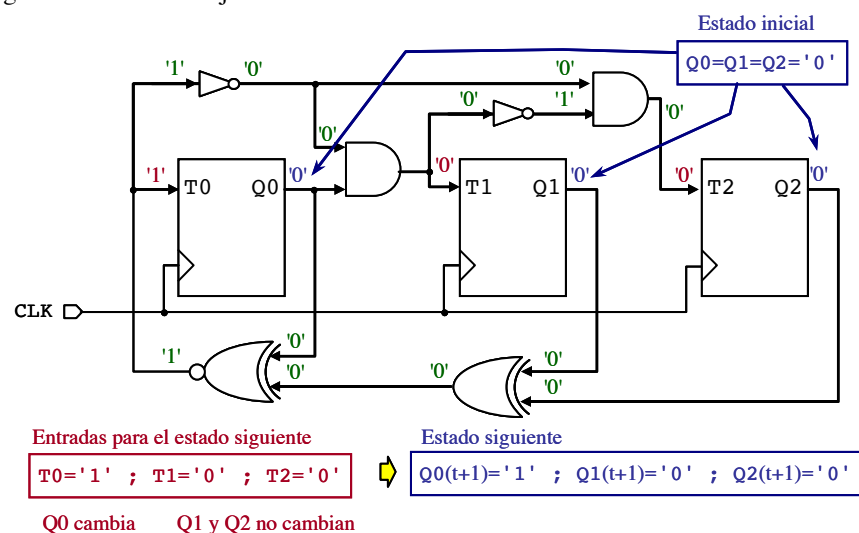 Estado inicial
Q0=Q1=Q2='0'
'1' '0' '0'
'0' '1' '0'
'0'
'1' T0 Q0 '0' '0' T1 Q1 '0' '0' T2 Q2 '0'
CLK
'1' '0' '0' '0' '0'
'0'
Entradas para el estado siguiente
T0='1' ; T1='0' ; T2='0'
Estado siguiente
Q0(t+1)='1' ; Q1(t+1)='0' ; Q2(t+1)='0'
Q0 cambia Q1 y Q2 no cambian